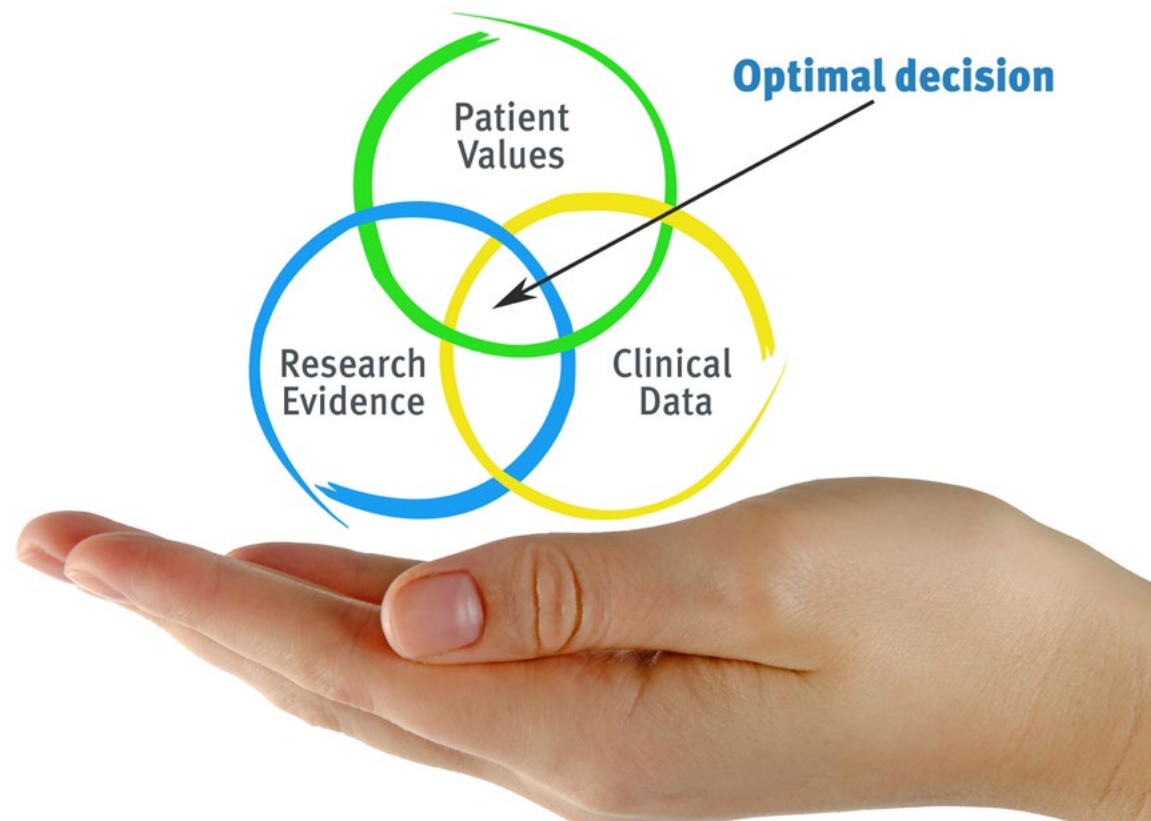 Optimal decision
Patient
Values
Research
Evidence
Clinical
Data